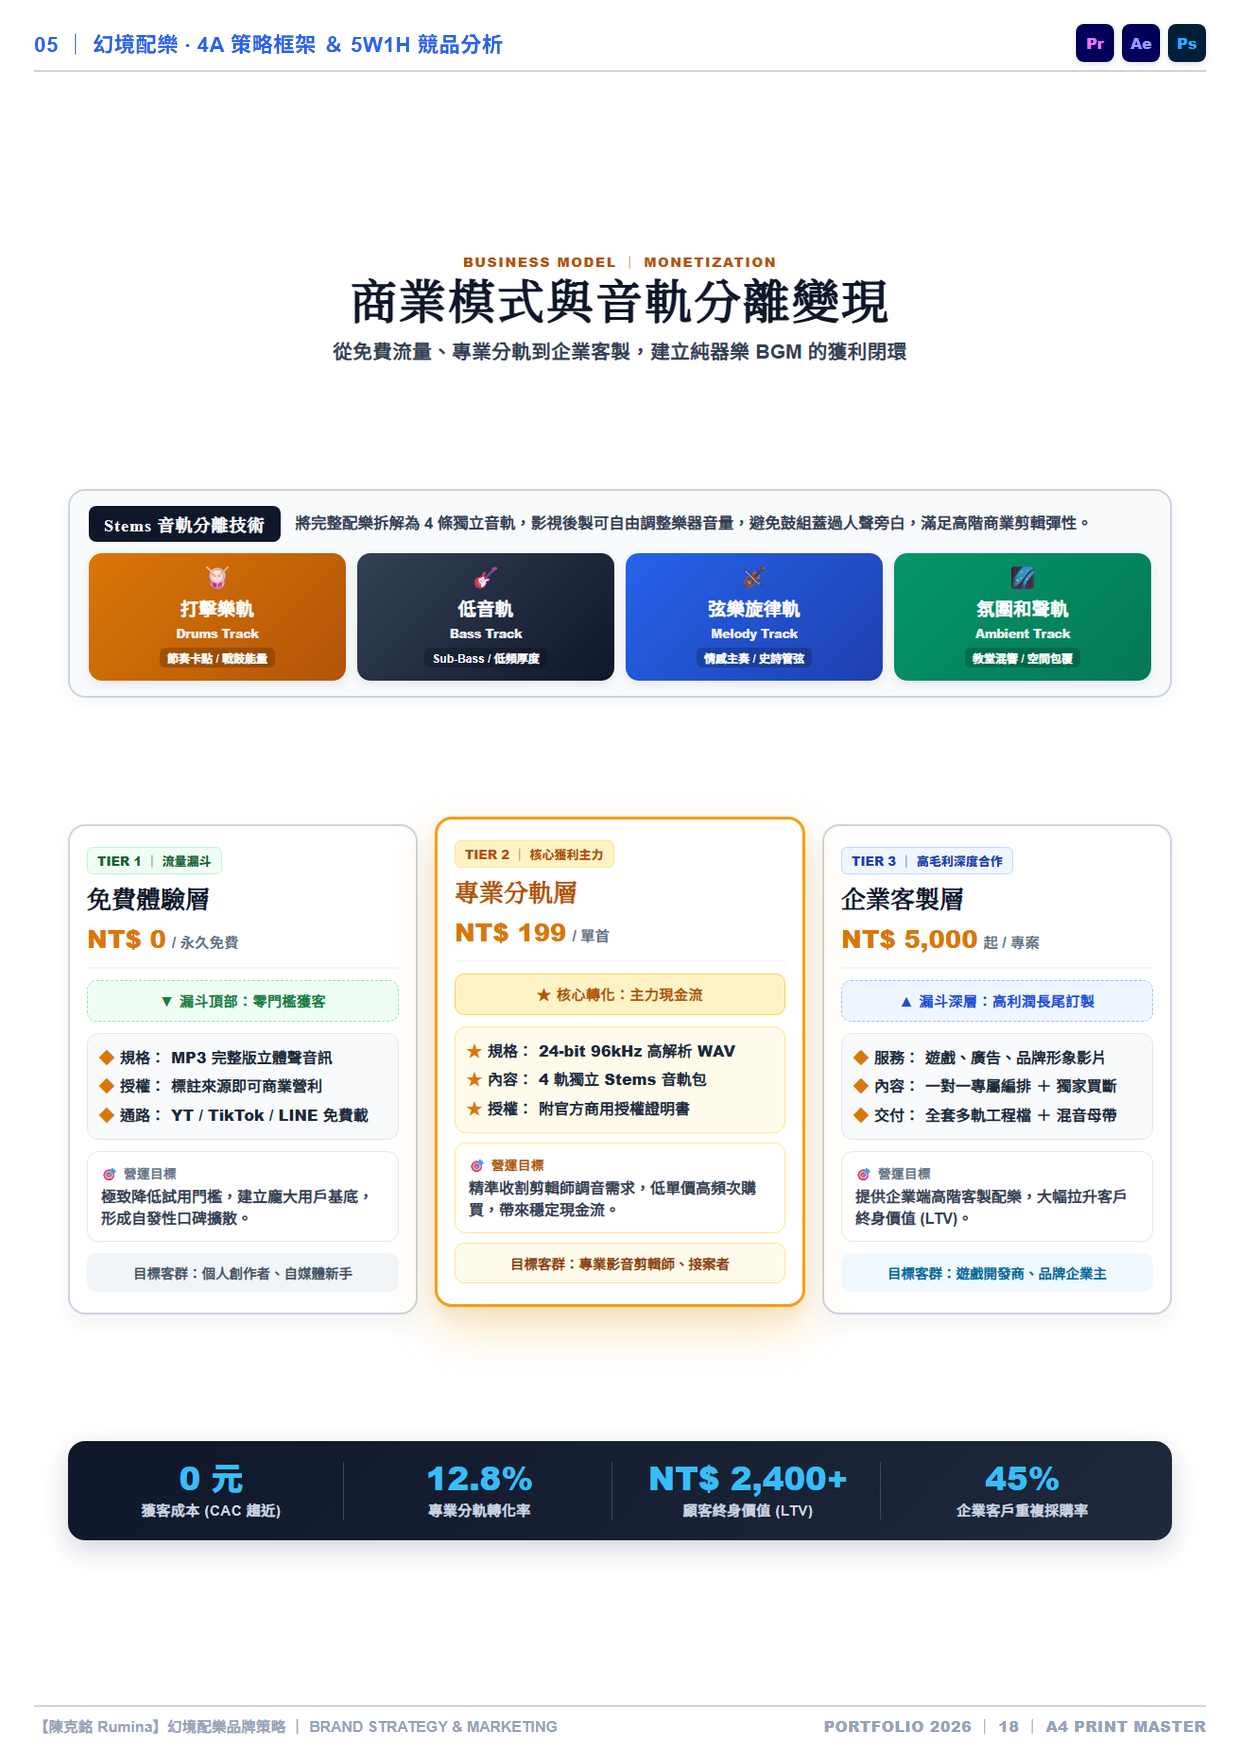 05 ｜ 幻境配樂 · 4A 策略框架 ＆ 5W1H 競品分析
Pr Ae Ps
BUSINESS MODEL ｜ MONETIZATION
商業模式與音軌分離變現
從免費流量、專業分軌到企業客製，建立純器樂 BGM 的獲利閉環
Stems 音軌分離技術 將完整配樂拆解為 4 條獨立音軌，影視後製可自由調整樂器音量，避免鼓組蓋過人聲旁白，滿足高階商業剪輯彈性。
打擊樂軌
Drums Track
節奏卡點 / 戰鼓能量
低音軌
Bass Track
Sub-Bass / 低頻厚度
弦樂旋律軌
Melody Track
情感主奏 / 史詩管弦
氛圍和聲軌
Ambient Track
教堂混響 / 空間包覆
TIER 1 ｜ 流量漏斗
免費體驗層
NT$ 0 / 永久免費
▼ 漏斗頂部：零門檻獲客
◆ 規格： MP3 完整版立體聲音訊
◆ 授權： 標註來源即可商業營利
◆ 通路： YT / TikTok / LINE 免費載
🎯 營運目標
極致降低試用門檻，建立龐大用戶基底，
形成自發性口碑擴散。
目標客群：個人創作者、自媒體新手
TIER 2 ｜ 核心獲利主力
專業分軌層
NT$ 199 / 單首
★ 核心轉化：主力現金流
★ 規格： 24-bit 96kHz 高解析 WAV
★ 內容： 4 軌獨立 Stems 音軌包
★ 授權： 附官方商用授權證明書
🎯 營運目標
精準收割剪輯師調音需求，低單價高頻次購
買，帶來穩定現金流。
目標客群：專業影音剪輯師、接案者
TIER 3 ｜ 高毛利深度合作
企業客製層
NT$ 5,000 起 / 專案
▲ 漏斗深層：高利潤長尾訂製
◆ 服務： 遊戲、廣告、品牌形象影片
◆ 內容： 一對一專屬編排 ＋ 獨家買斷
◆ 交付： 全套多軌工程檔 ＋ 混音母帶
🎯 營運目標
提供企業端高階客製配樂，大幅拉升客戶
終身價值 (LTV)。
目標客群：遊戲開發商、品牌企業主
0 元
獲客成本 (CAC 趨近)
12.8%
專業分軌轉化率
NT$ 2,400+
顧客終身價值 (LTV)
45%
企業客戶重複採購率
【陳克銘 Rumina】幻境配樂品牌策略 ｜ BRAND STRATEGY & MARKETING
PORTFOLIO 2026 ｜ 18 ｜ A4 PRINT MASTER